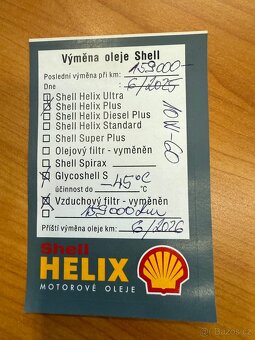 Výměna oleje Shell
Poslední výměna při km: 159000-
Dne : 6/2025
Shell Helix Ultra
Shell Helix Plus
Shell Helix Diesel Plus
Shell Helix Standard
Shell Super Plus
Olejový filtr - vyměněn
Shell Spirax
Glycoshell S
účinnost do -45°C °C
Vzduchový filtr - vyměněn
159000 km
Příští výměna oleje km: 6/2026
10W-60
Shell
HELIX
MOTOROVÉ OLEJE